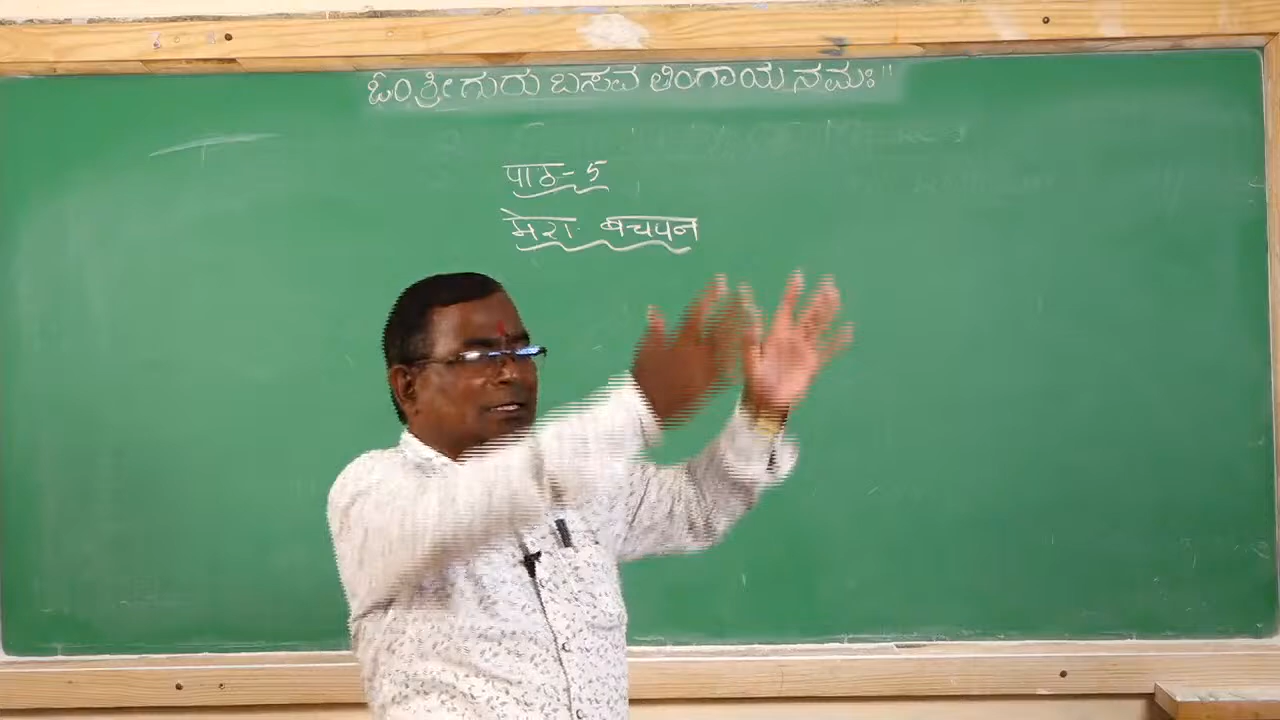 ಓಂ ಶ್ರೀ ಗುರು ಬಸವ ಲಿಂಗಾಯ ನಮಃ"
पाठ - 5
मेरा बचपन